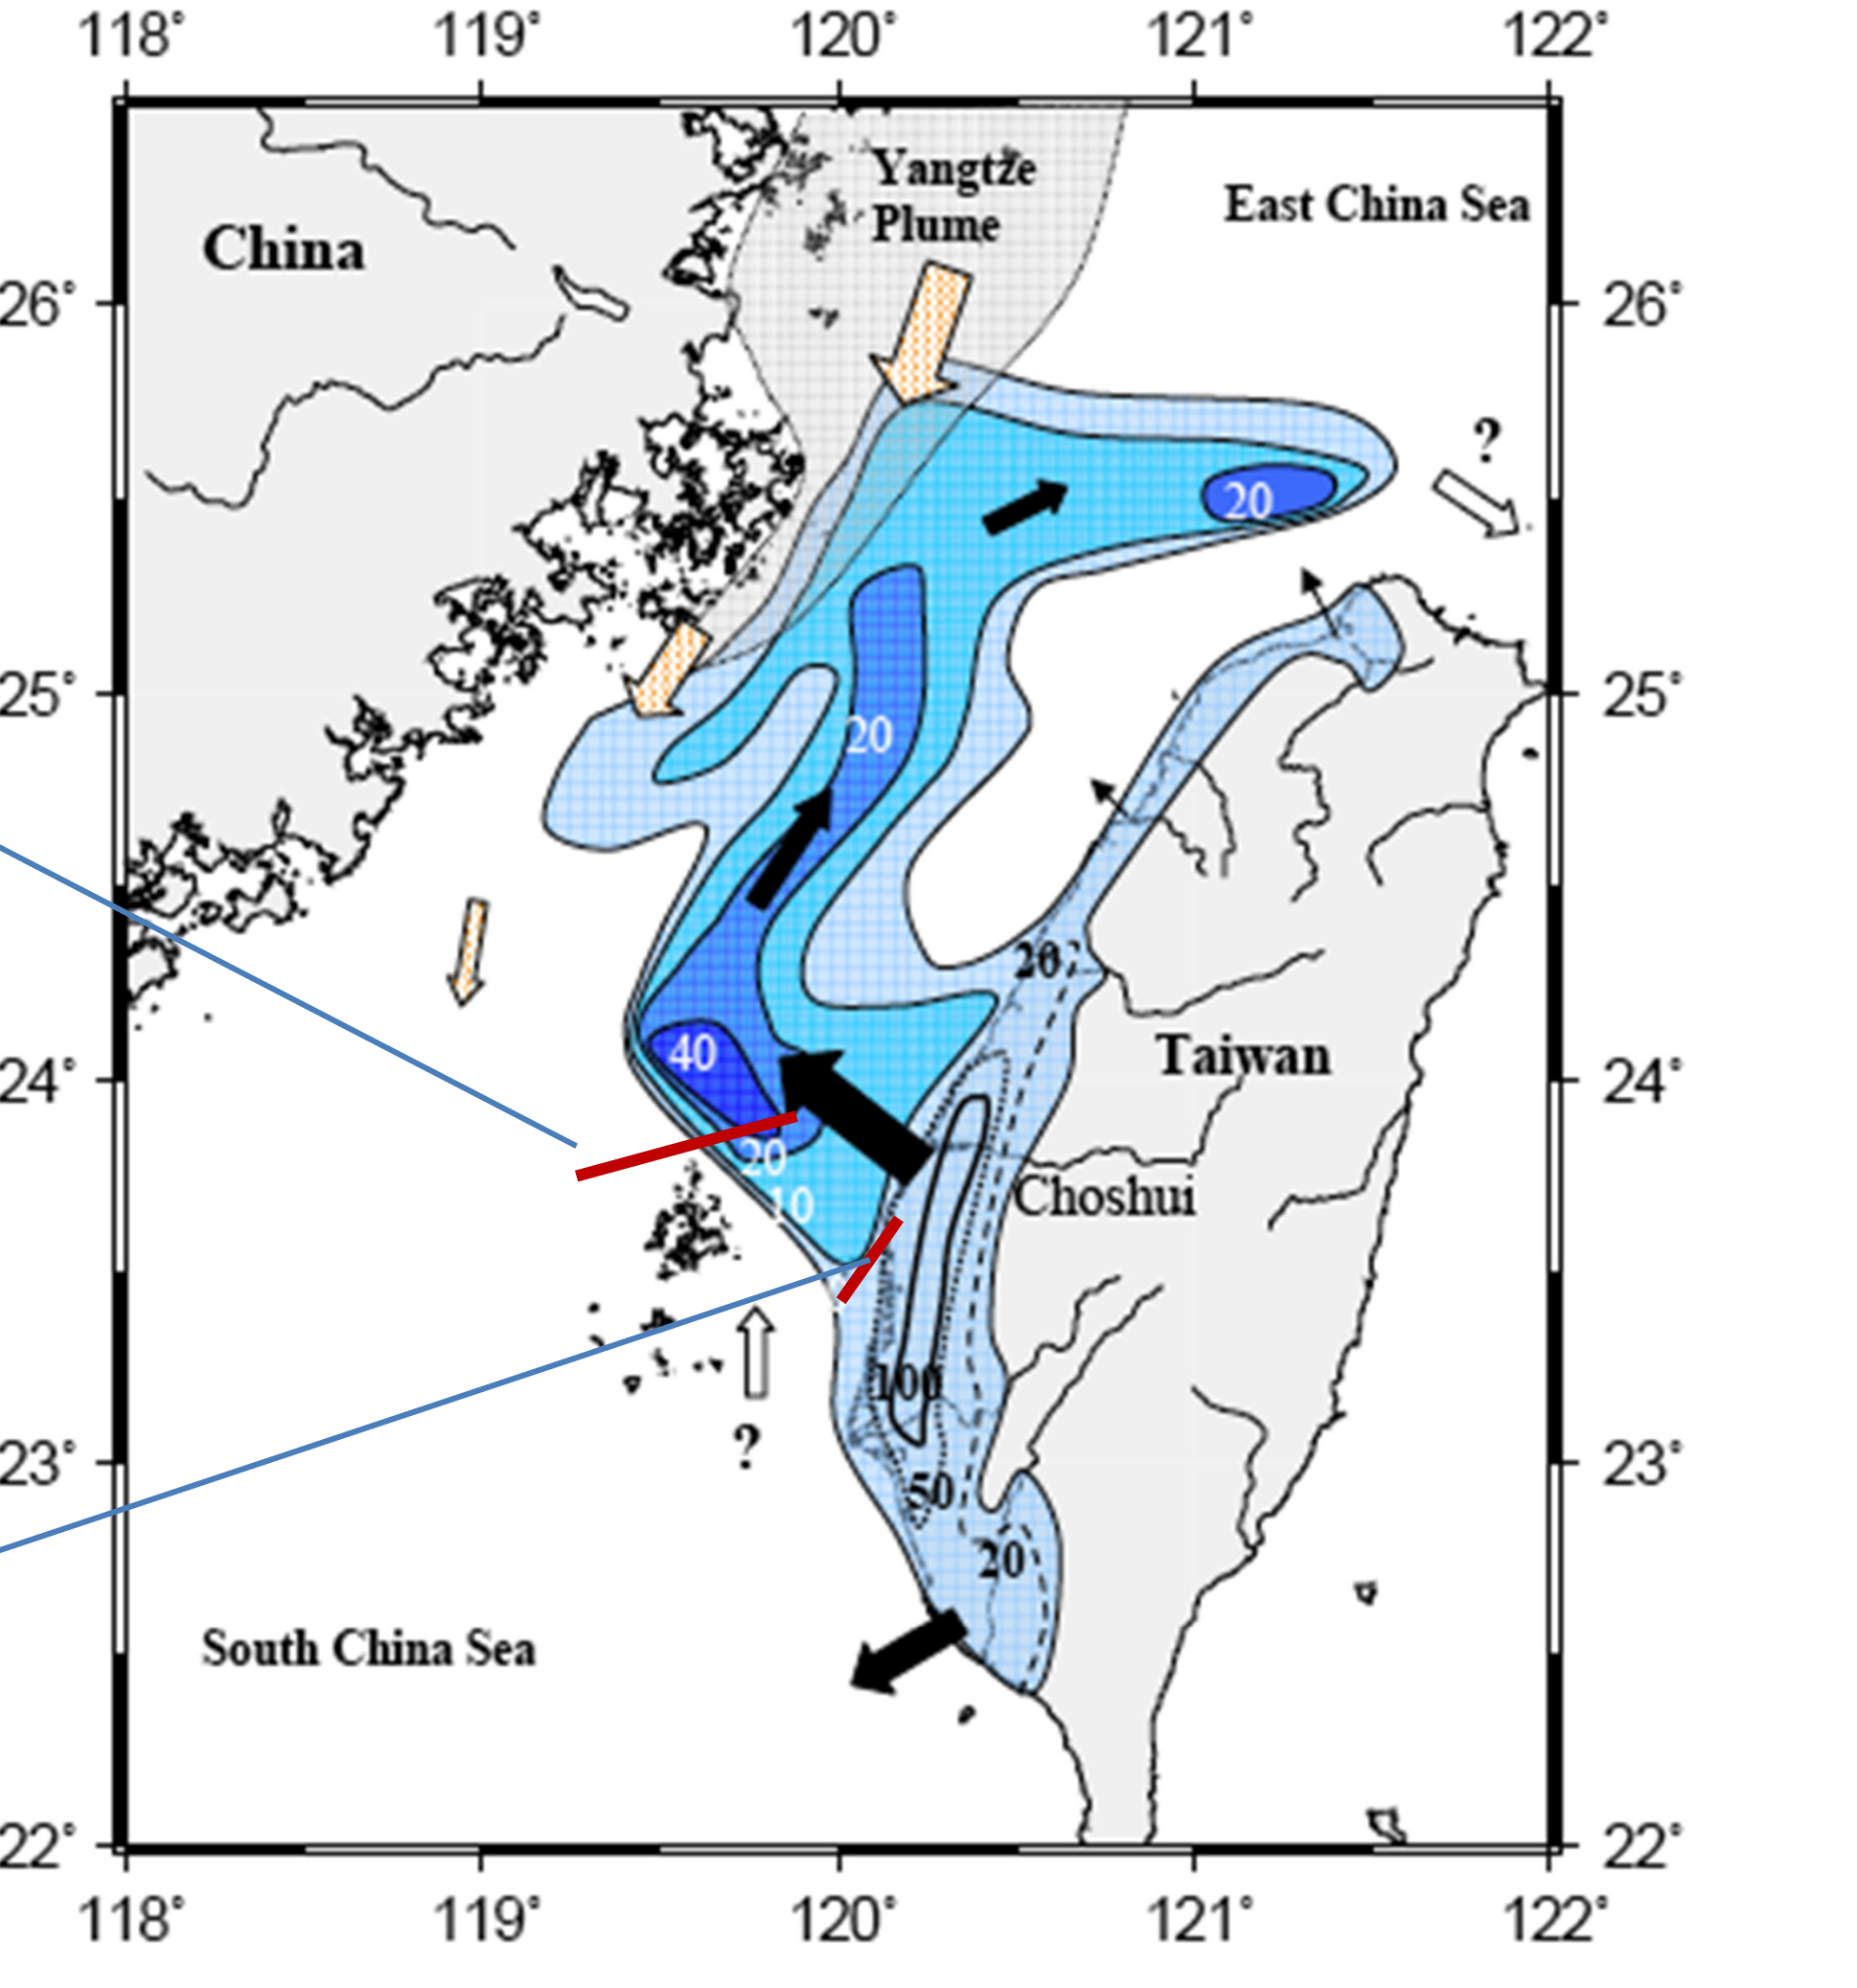 118° 119° 120° 121° 122°
Yangtze
Plume
East China Sea
China
26° 26°
?
20
25° 25°
20
20
?
Taiwan
24° 24°
40
20
10
Choshui
100
?
23° 23°
50
20
South China Sea
22° 22°
118° 119° 120° 121° 122°